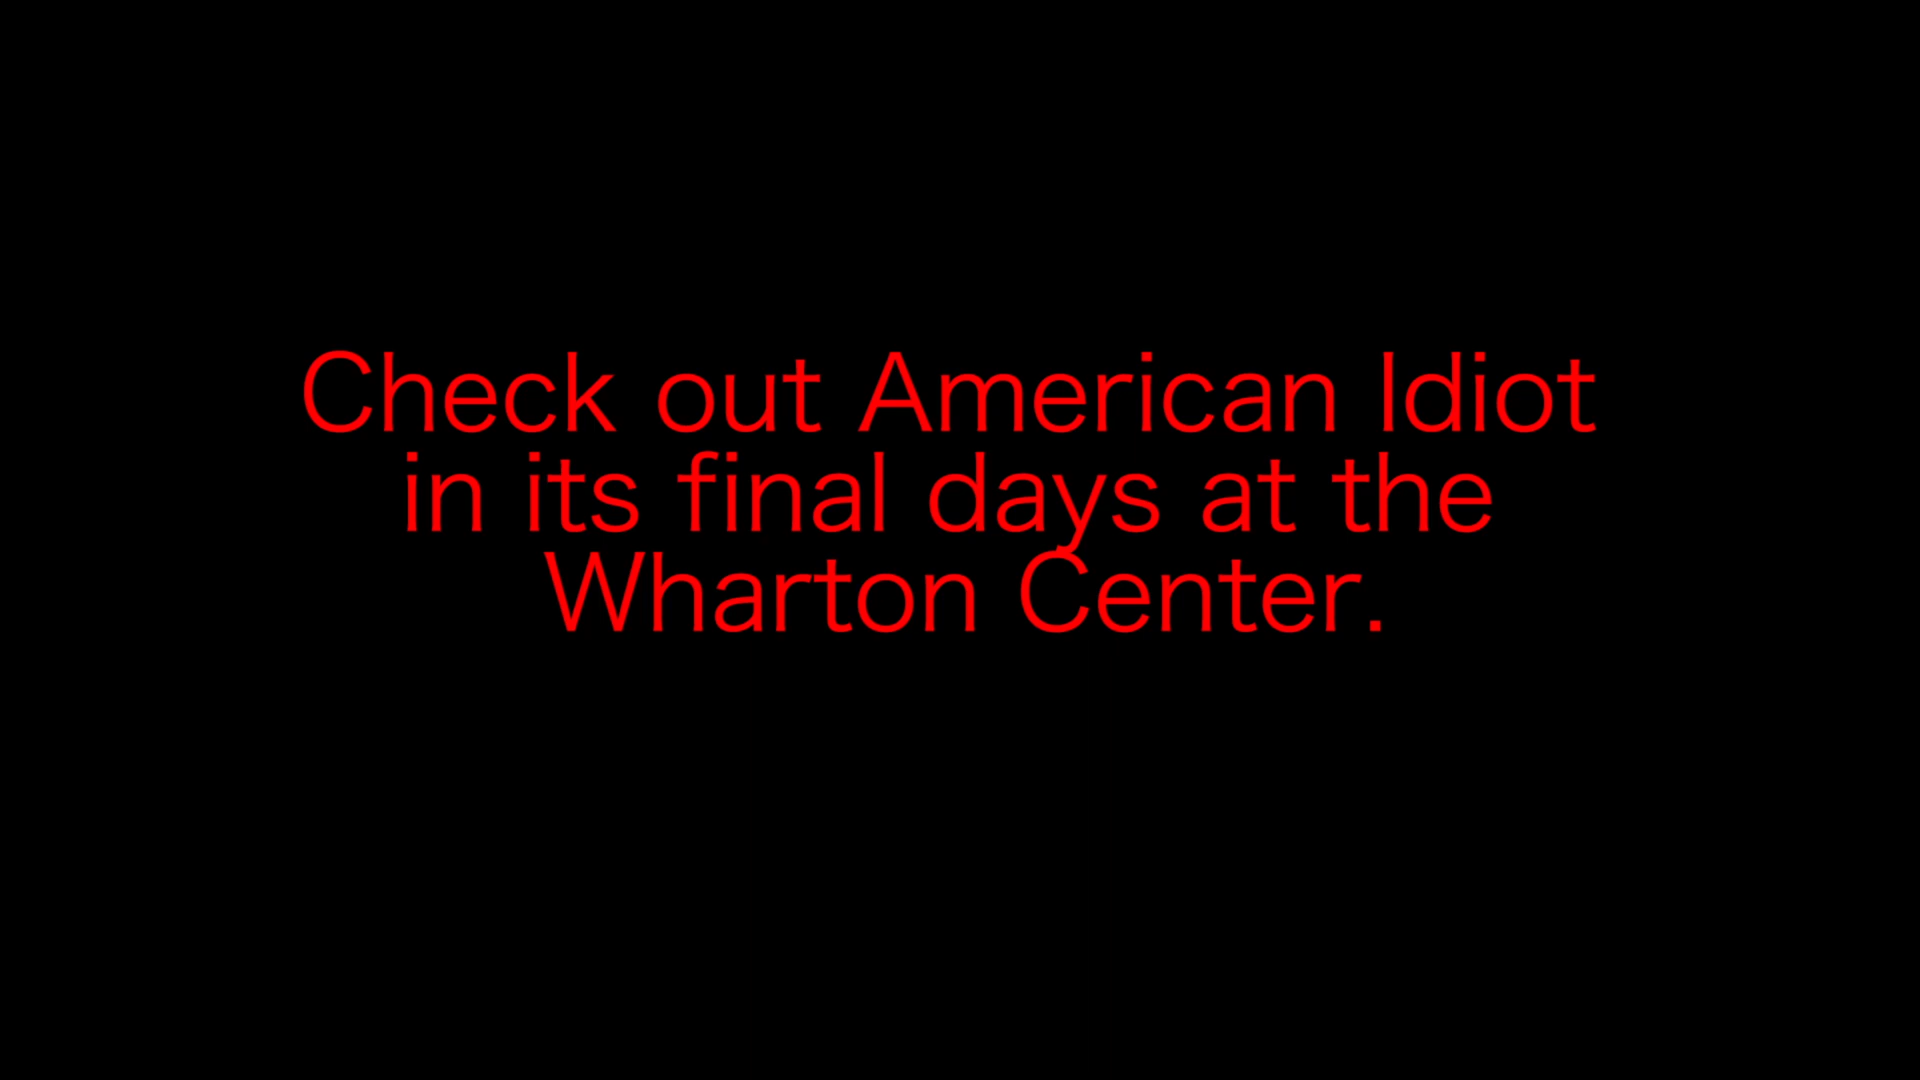 Check out American Idiot
in its final days at the
Wharton Center.